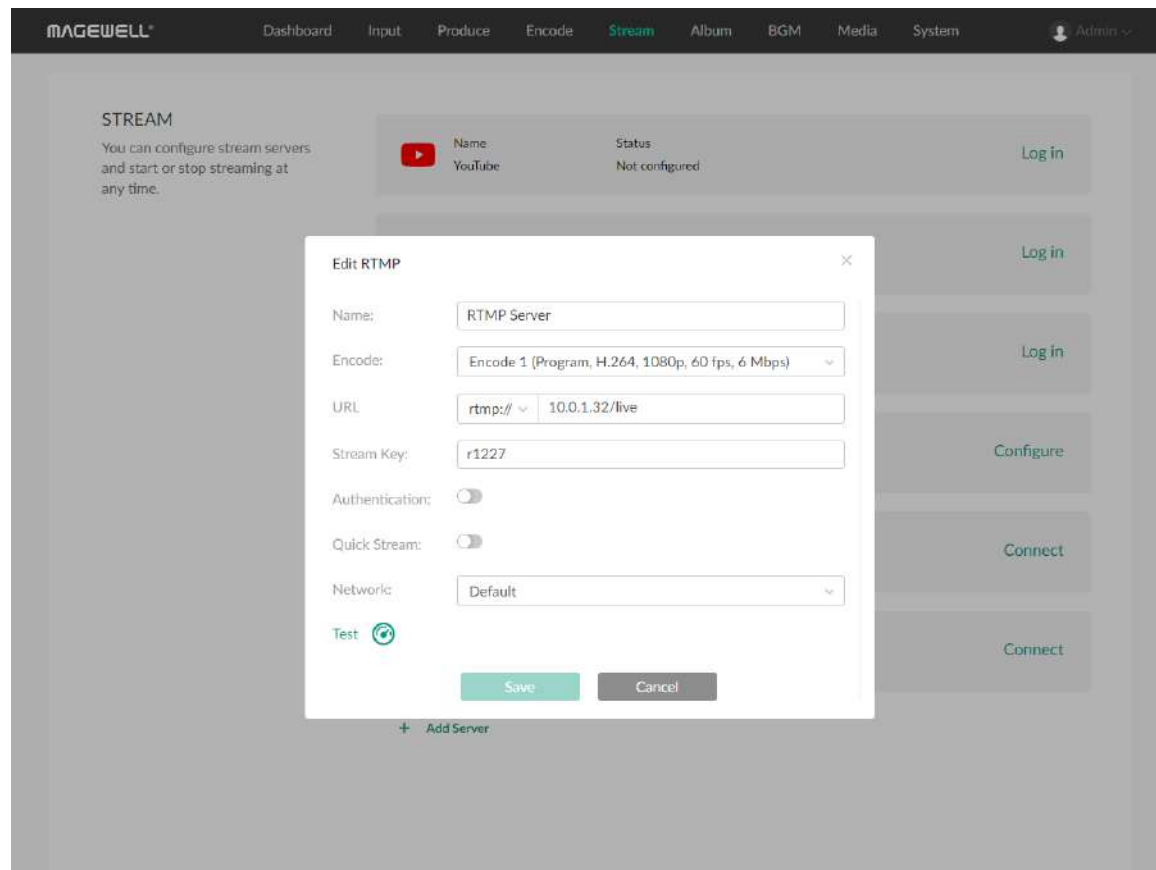 MAGEWELL
Dashboard Input Produce Encode Stream Album BGM Media System Admin
STREAM
You can configure stream servers
and start or stop streaming at
any time.
Name Status
YouTube Not configured
Log in
Log in
Edit RTMP
Name: RTMP Server
Encode: Encode 1 (Program, H.264, 1080p, 60 fps, 6 Mbps)
Log in
URL rtmp:// 10.0.1.32/live
Stream Key: r1227
Configure
Authentication:
Quick Stream:
Connect
Network: Default
Test
Connect
Save Cancel
+ Add Server